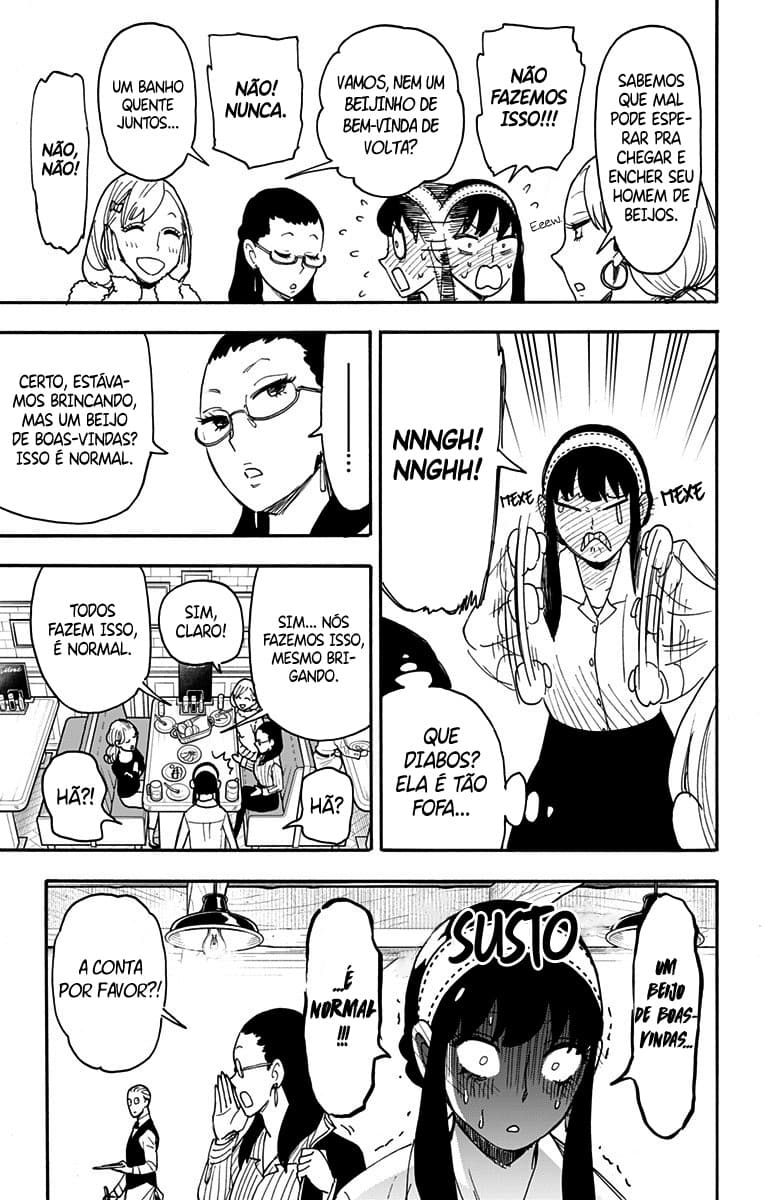 SABEMOS
QUE MAL
PODE ESPE-
RAR PRA
CHEGAR E
ENCHER SEU
HOMEM DE
BEIJOS.
NÃO
FAZEMOS
ISSO!!!
Eeew.
VAMOS, NEM UM
BEIJINHO DE
BEM-VINDA DE
VOLTA?
NÃO!
NUNCA.
UM BANHO
QUENTE
JUNTOS...
NÃO,
NÃO!
NNNGH!
NNGHH!
MEXE
MEXE
QUE
DIABOS?
ELA É TÃO
FOFA...
CERTO, ESTÁVA-
MOS BRINCANDO,
MAS UM BEIJO
DE BOAS-VINDAS?
ISSO É NORMAL.
SIM... NÓS
FAZEMOS ISSO,
MESMO BRI-
GANDO.
SIM,
CLARO!
TODOS
FAZEM ISSO,
É NORMAL.
HÃ?
HÃ?!
UM
BEIJO
DE BOAS-
VINDAS...
SUSTO
...É
NORMAL
!!!
A CONTA
POR FAVOR?!